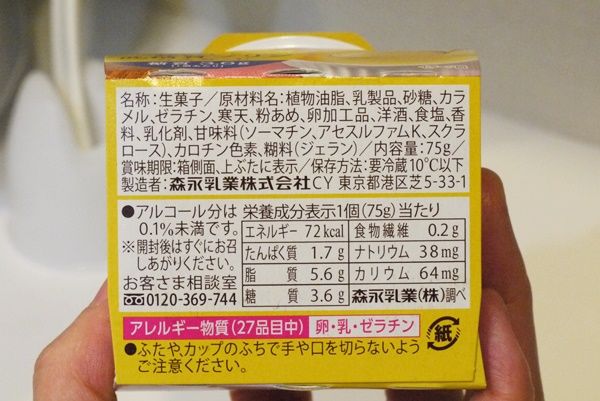 名称:生菓子/原材料名:植物油脂、乳製品、砂糖、カラ
メル、ゼラチン、寒天、粉あめ、卵加工品、洋酒、食塩、香
料、乳化剤、甘味料(ソーマチン、アセスルファムK、スクラ
ロース)、カロチン色素、糊料(ジェラン)/内容量:75g/
賞味期限:箱側面、上ぶたに表示/保存方法:要冷蔵10℃以下
製造者:森永乳業株式会社CY 東京都港区芝5-33-1
●アルコール分は
0.1%未満です。
※開封後はすぐにお召
しあがりください。
お客さま相談室
0120-369-744
栄養成分表示1個(75g)当たり
エネルギー 72kcal 食物繊維 0.2g
たんぱく質 1.7g ナトリウム 38mg
脂質 5.6g カリウム 64mg
糖質 3.6g 森永乳業(株)調べ
アレルギー物質(27品目中) 卵・乳・ゼラチン
紙
●ふたや、カップのふちで手や口を切らないよう
ご注意ください。